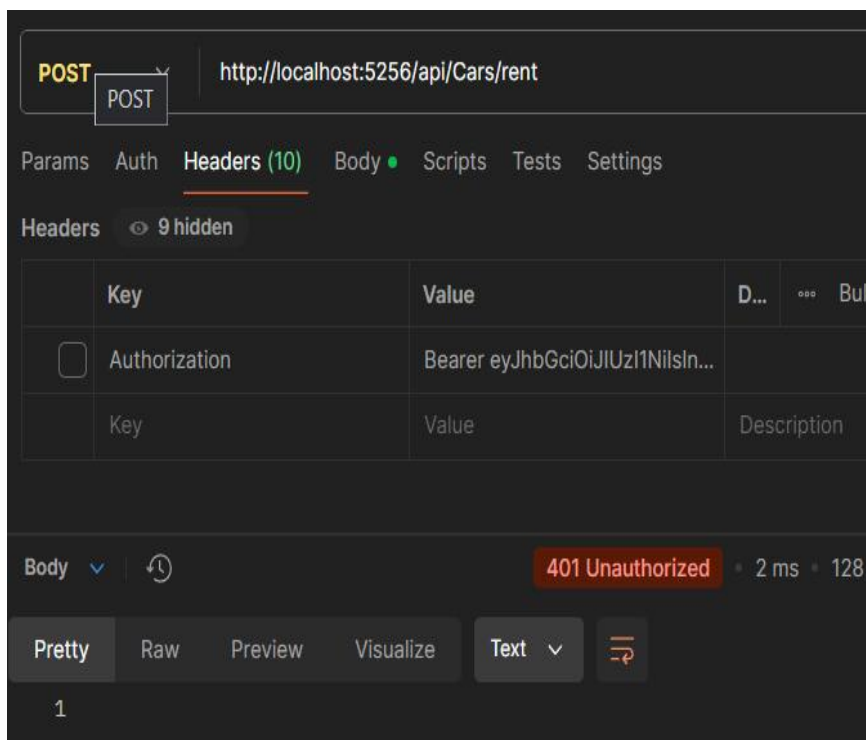 POST http://localhost:5256/api/Cars/rent
POST
Params Auth Headers (10) Body Scripts Tests Settings
Headers 9 hidden
Key Value D... Bul
Authorization Bearer eyJhbGciOiJIUzI1NiIsIn...
Key Value Description
Body 401 Unauthorized 2 ms 128
Pretty Raw Preview Visualize Text
1